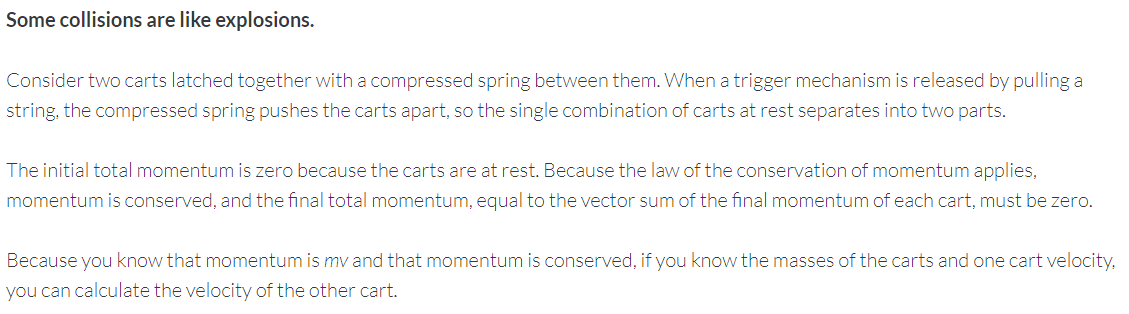 Some collisions are like explosions.
Consider two carts latched together with a compressed spring between them. When a trigger mechanism is released by pulling a
string, the compressed spring pushes the carts apart, so the single combination of carts at rest separates into two parts.
The initial total momentum is zero because the carts are at rest. Because the law of the conservation of momentum applies,
momentum is conserved, and the final total momentum, equal to the vector sum of the final momentum of each cart, must be zero.
Because you know that momentum is mv and that momentum is conserved, if you know the masses of the carts and one cart velocity,
you can calculate the velocity of the other cart.